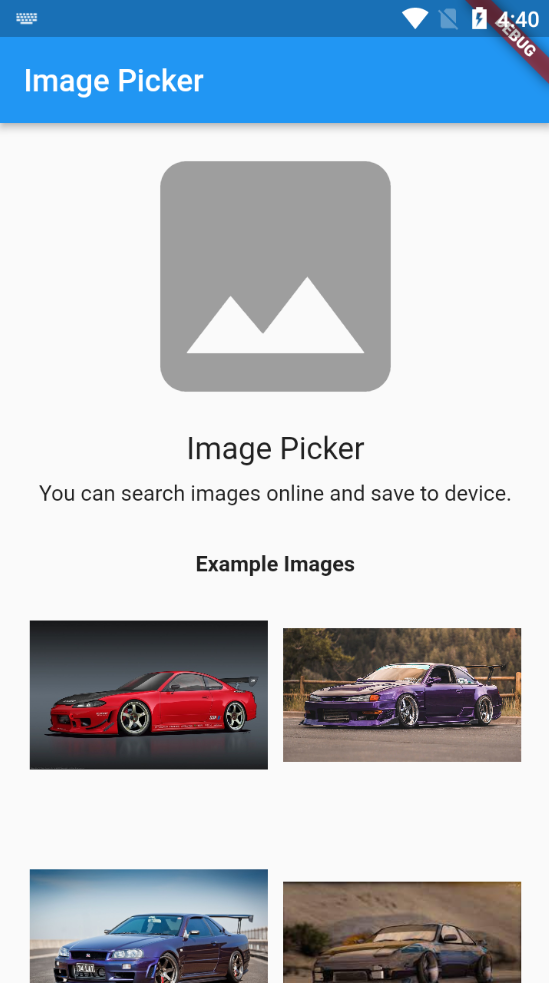 4:40
DEBUG
Image Picker
Image Picker
You can search images online and save to device.
Example Images